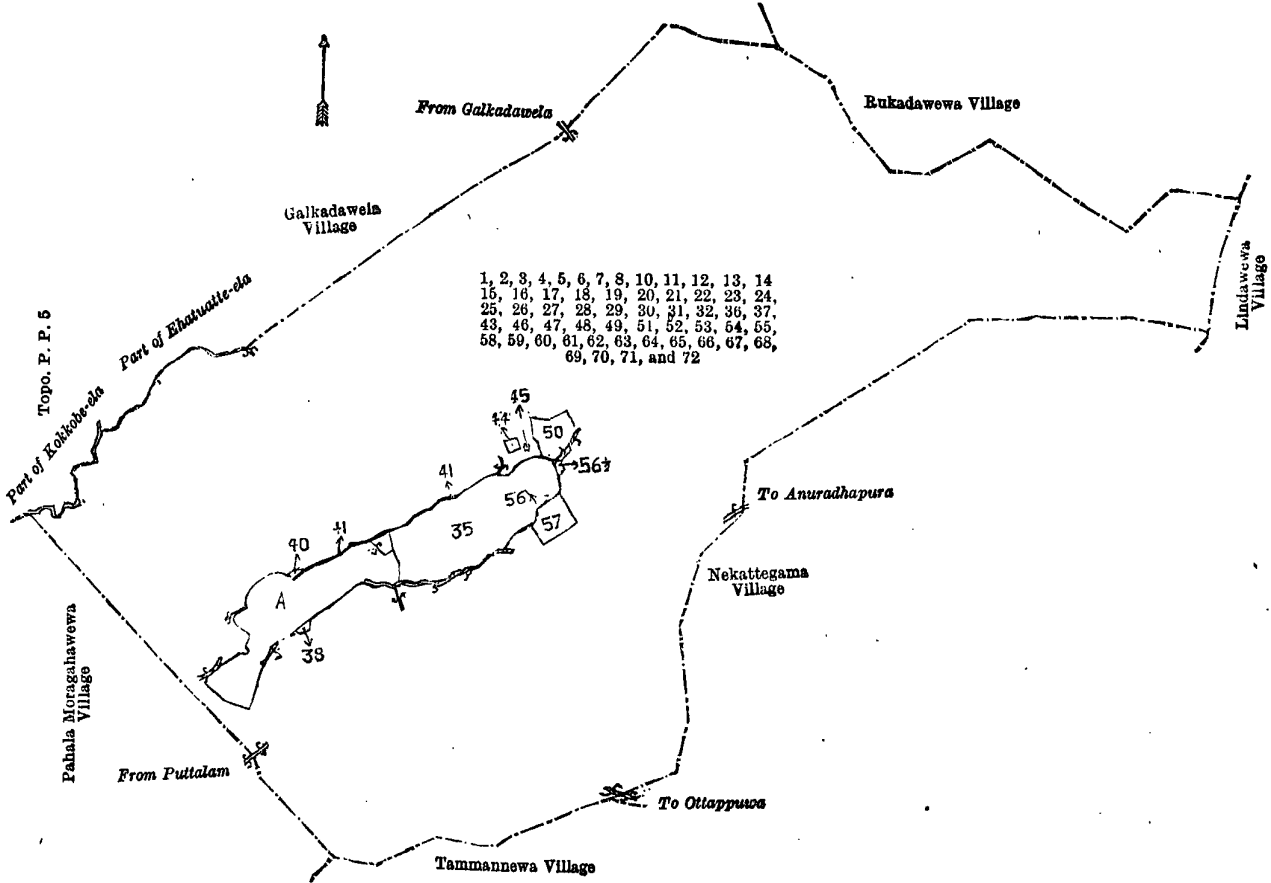 From Galkadawela
Rukadawewa Village
Galkadawela
Village
Lindawewa
Village
Topo. P. P. 5
Part of Ehatuatte-ela
Part of Kokkobe-ela
1, 2, 3, 4, 5, 6, 7, 8, 10, 11, 12, 13, 14
15, 16, 17, 18, 19, 20, 21, 22, 23, 24,
25, 26, 27, 28, 29, 30, 31, 32, 36, 37,
43, 46, 47, 48, 49, 51, 52, 53, 54, 55,
58, 59, 60, 61, 62, 63, 64, 65, 66, 67, 68,
69, 70, 71, and 72
45
44
50
56½
41
56
57
35
41
40
A
38
To Anuradhapura
Nekattegama
Village
Pahala Moragahawewa
Village
From Puttalam
To Ottappuwa
Tammannewa Village